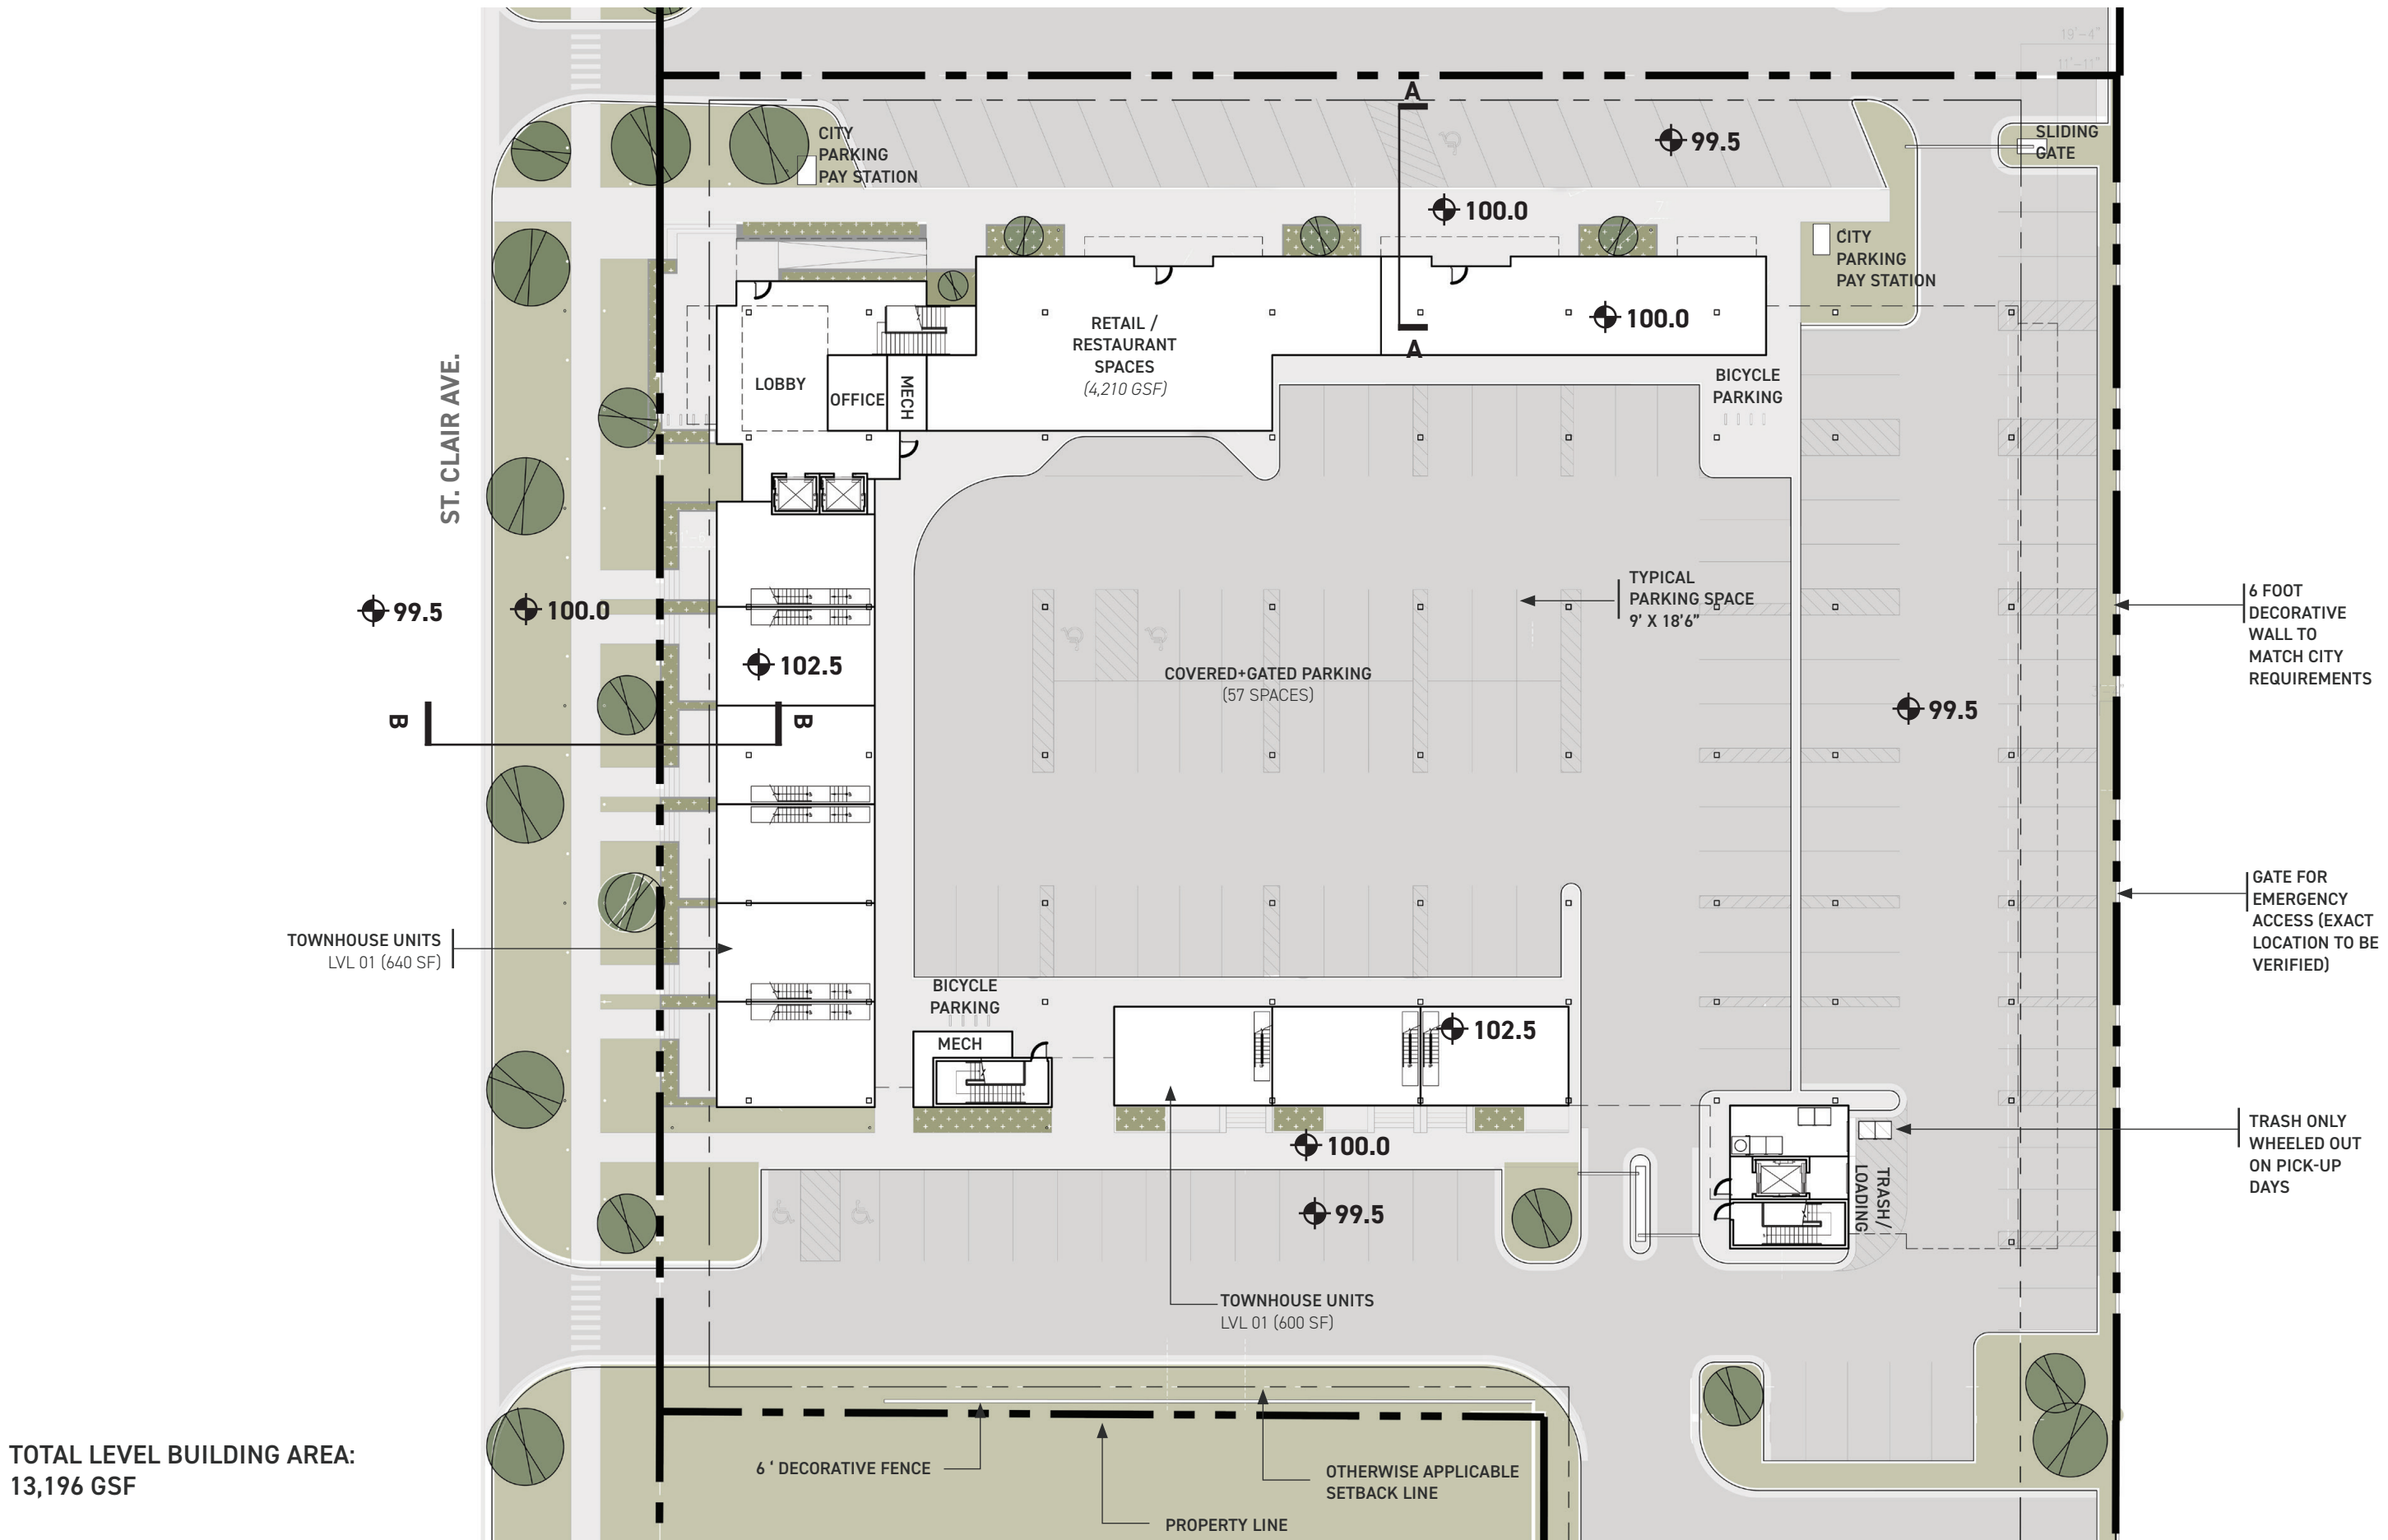 19'-4"
11'-11"
A
CITY
PARKING
PAY STATION
99.5
SLIDING
GATE
100.0
CITY
PARKING
PAY STATION
RETAIL /
RESTAURANT
SPACES
(4,210 GSF)
100.0
A
LOBBY
OFFICE
MECH
BICYCLE
PARKING
ST. CLAIR AVE.
99.5
100.0
TYPICAL
PARKING SPACE
9' X 18'6"
6 FOOT
DECORATIVE
WALL TO
MATCH CITY
REQUIREMENTS
102.5
COVERED+GATED PARKING
(57 SPACES)
B
B
99.5
GATE FOR
EMERGENCY
ACCESS (EXACT
LOCATION TO BE
VERIFIED)
TOWNHOUSE UNITS
LVL 01 (640 SF)
BICYCLE
PARKING
MECH
102.5
100.0
TRASH ONLY
WHEELED OUT
ON PICK-UP
DAYS
TRASH/
LOADING
99.5
TOWNHOUSE UNITS
LVL 01 (600 SF)
TOTAL LEVEL BUILDING AREA:
13,196 GSF
6 ' DECORATIVE FENCE
OTHERWISE APPLICABLE
SETBACK LINE
PROPERTY LINE